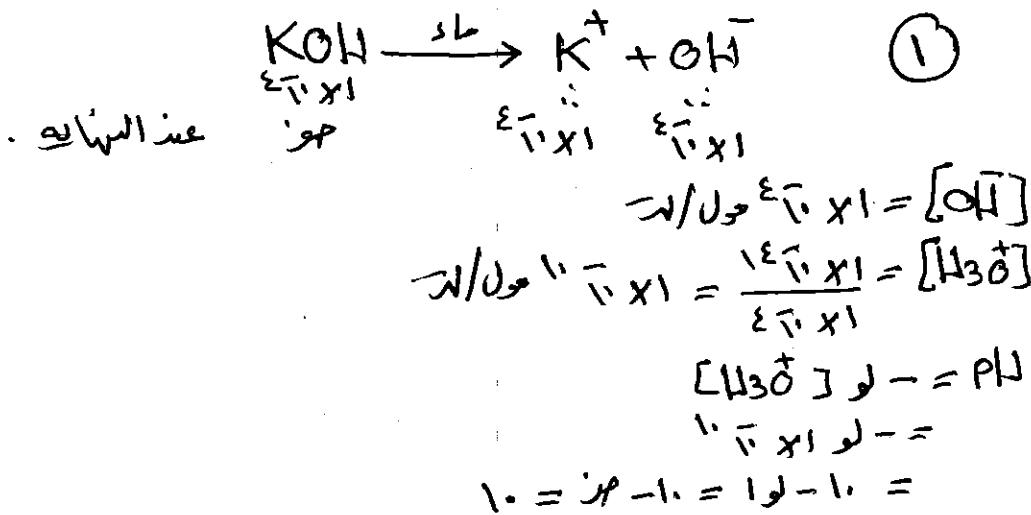 ① KOH ⟶ ماء K⁺ + OH⁻
١×١٠⁻٤ ١×١٠⁻٤ ١×١٠⁻٤
صفر عند النهاية .
[OH⁻] = ١×١٠⁻٤ مول/لتر
[H3O⁺] = ١×١٠⁻١٤ / ١×١٠⁻٤ = ١×١٠⁻١٠ مول/لتر
pH = - لو [H3O⁺]
= - لو ١×١٠⁻١٠
= ١٠ - لو ١ = ١٠ - صفر = ١٠